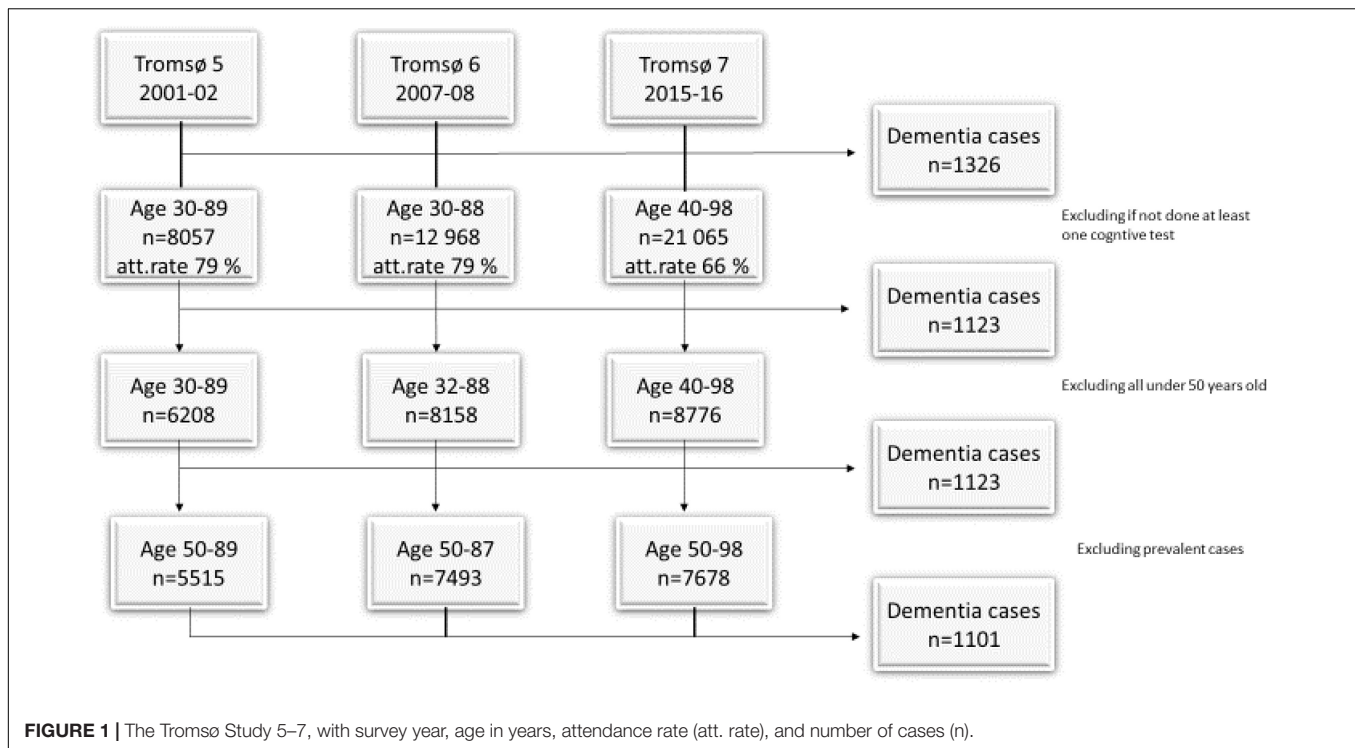 Tromsø 5
2001-02
Tromsø 6
2007-08
Tromsø 7
2015-16
Dementia cases
n=1326
Age 30-89
n=8057
att.rate 79 %
Age 30-88
n=12 968
att.rate 79 %
Age 40-98
n=21 065
att.rate 66 %
Excluding if not done at least
one cogntive test
Dementia cases
n=1123
Age 30-89
n=6208
Age 32-88
n=8158
Age 40-98
n=8776
Excluding all under 50 years old
Dementia cases
n=1123
Age 50-89
n=5515
Age 50-87
n=7493
Age 50-98
n=7678
Excluding prevalent cases
Dementia cases
n=1101
FIGURE 1 | The Tromsø Study 5–7, with survey year, age in years, attendance rate (att. rate), and number of cases (n).